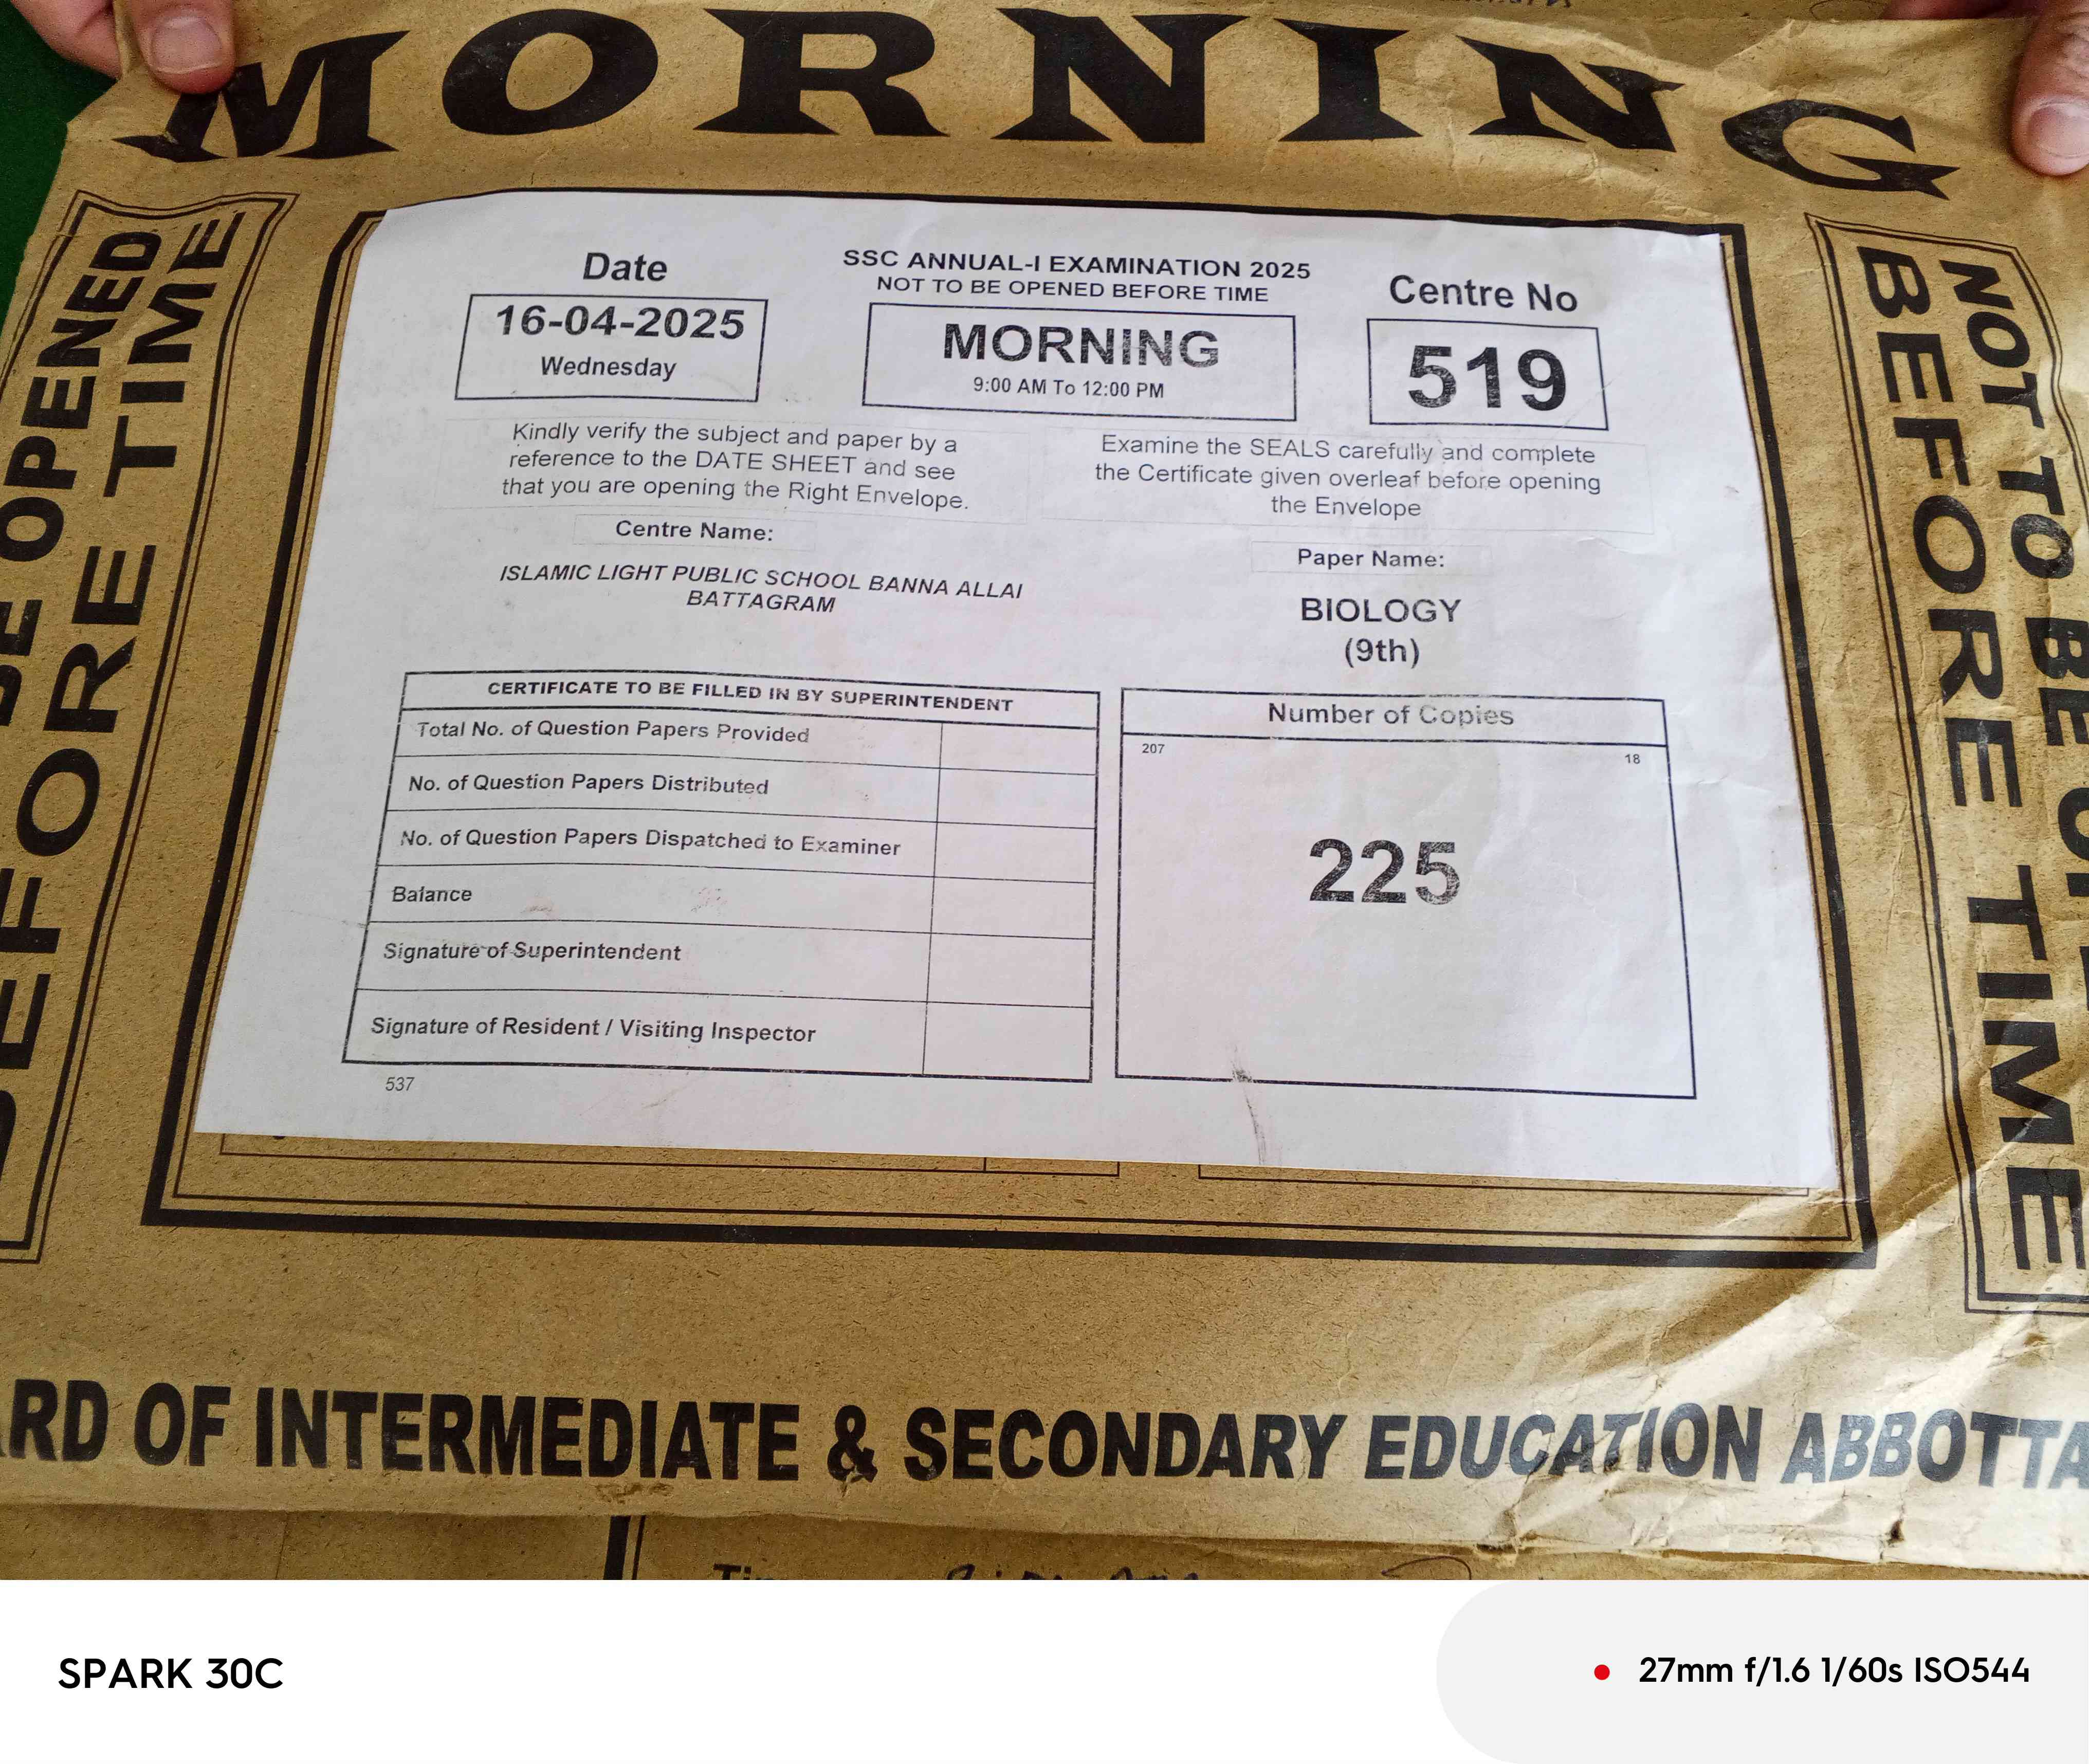 MORNING
BE OPENED
BEFORE TIME
NOT TO BE
BEFORE TIME
Date
16-04-2025
Wednesday
SSC ANNUAL-I EXAMINATION 2025
NOT TO BE OPENED BEFORE TIME
MORNING
9:00 AM To 12:00 PM
Centre No
519
Kindly verify the subject and paper by a
reference to the DATE SHEET and see
that you are opening the Right Envelope.
Examine the SEALS carefully and complete
the Certificate given overleaf before opening
the Envelope
Centre Name:
ISLAMIC LIGHT PUBLIC SCHOOL BANNA ALLAI
BATTAGRAM
Paper Name:
BIOLOGY
(9th)
CERTIFICATE TO BE FILLED IN BY SUPERINTENDENT
Total No. of Question Papers Provided
No. of Question Papers Distributed
No. of Question Papers Dispatched to Examiner
Balance
Signature of Superintendent
Signature of Resident / Visiting Inspector
537
Number of Copies
207 18
225
ARD OF INTERMEDIATE & SECONDARY EDUCATION ABBOTTA
SPARK 30C
27mm f/1.6 1/60s ISO544